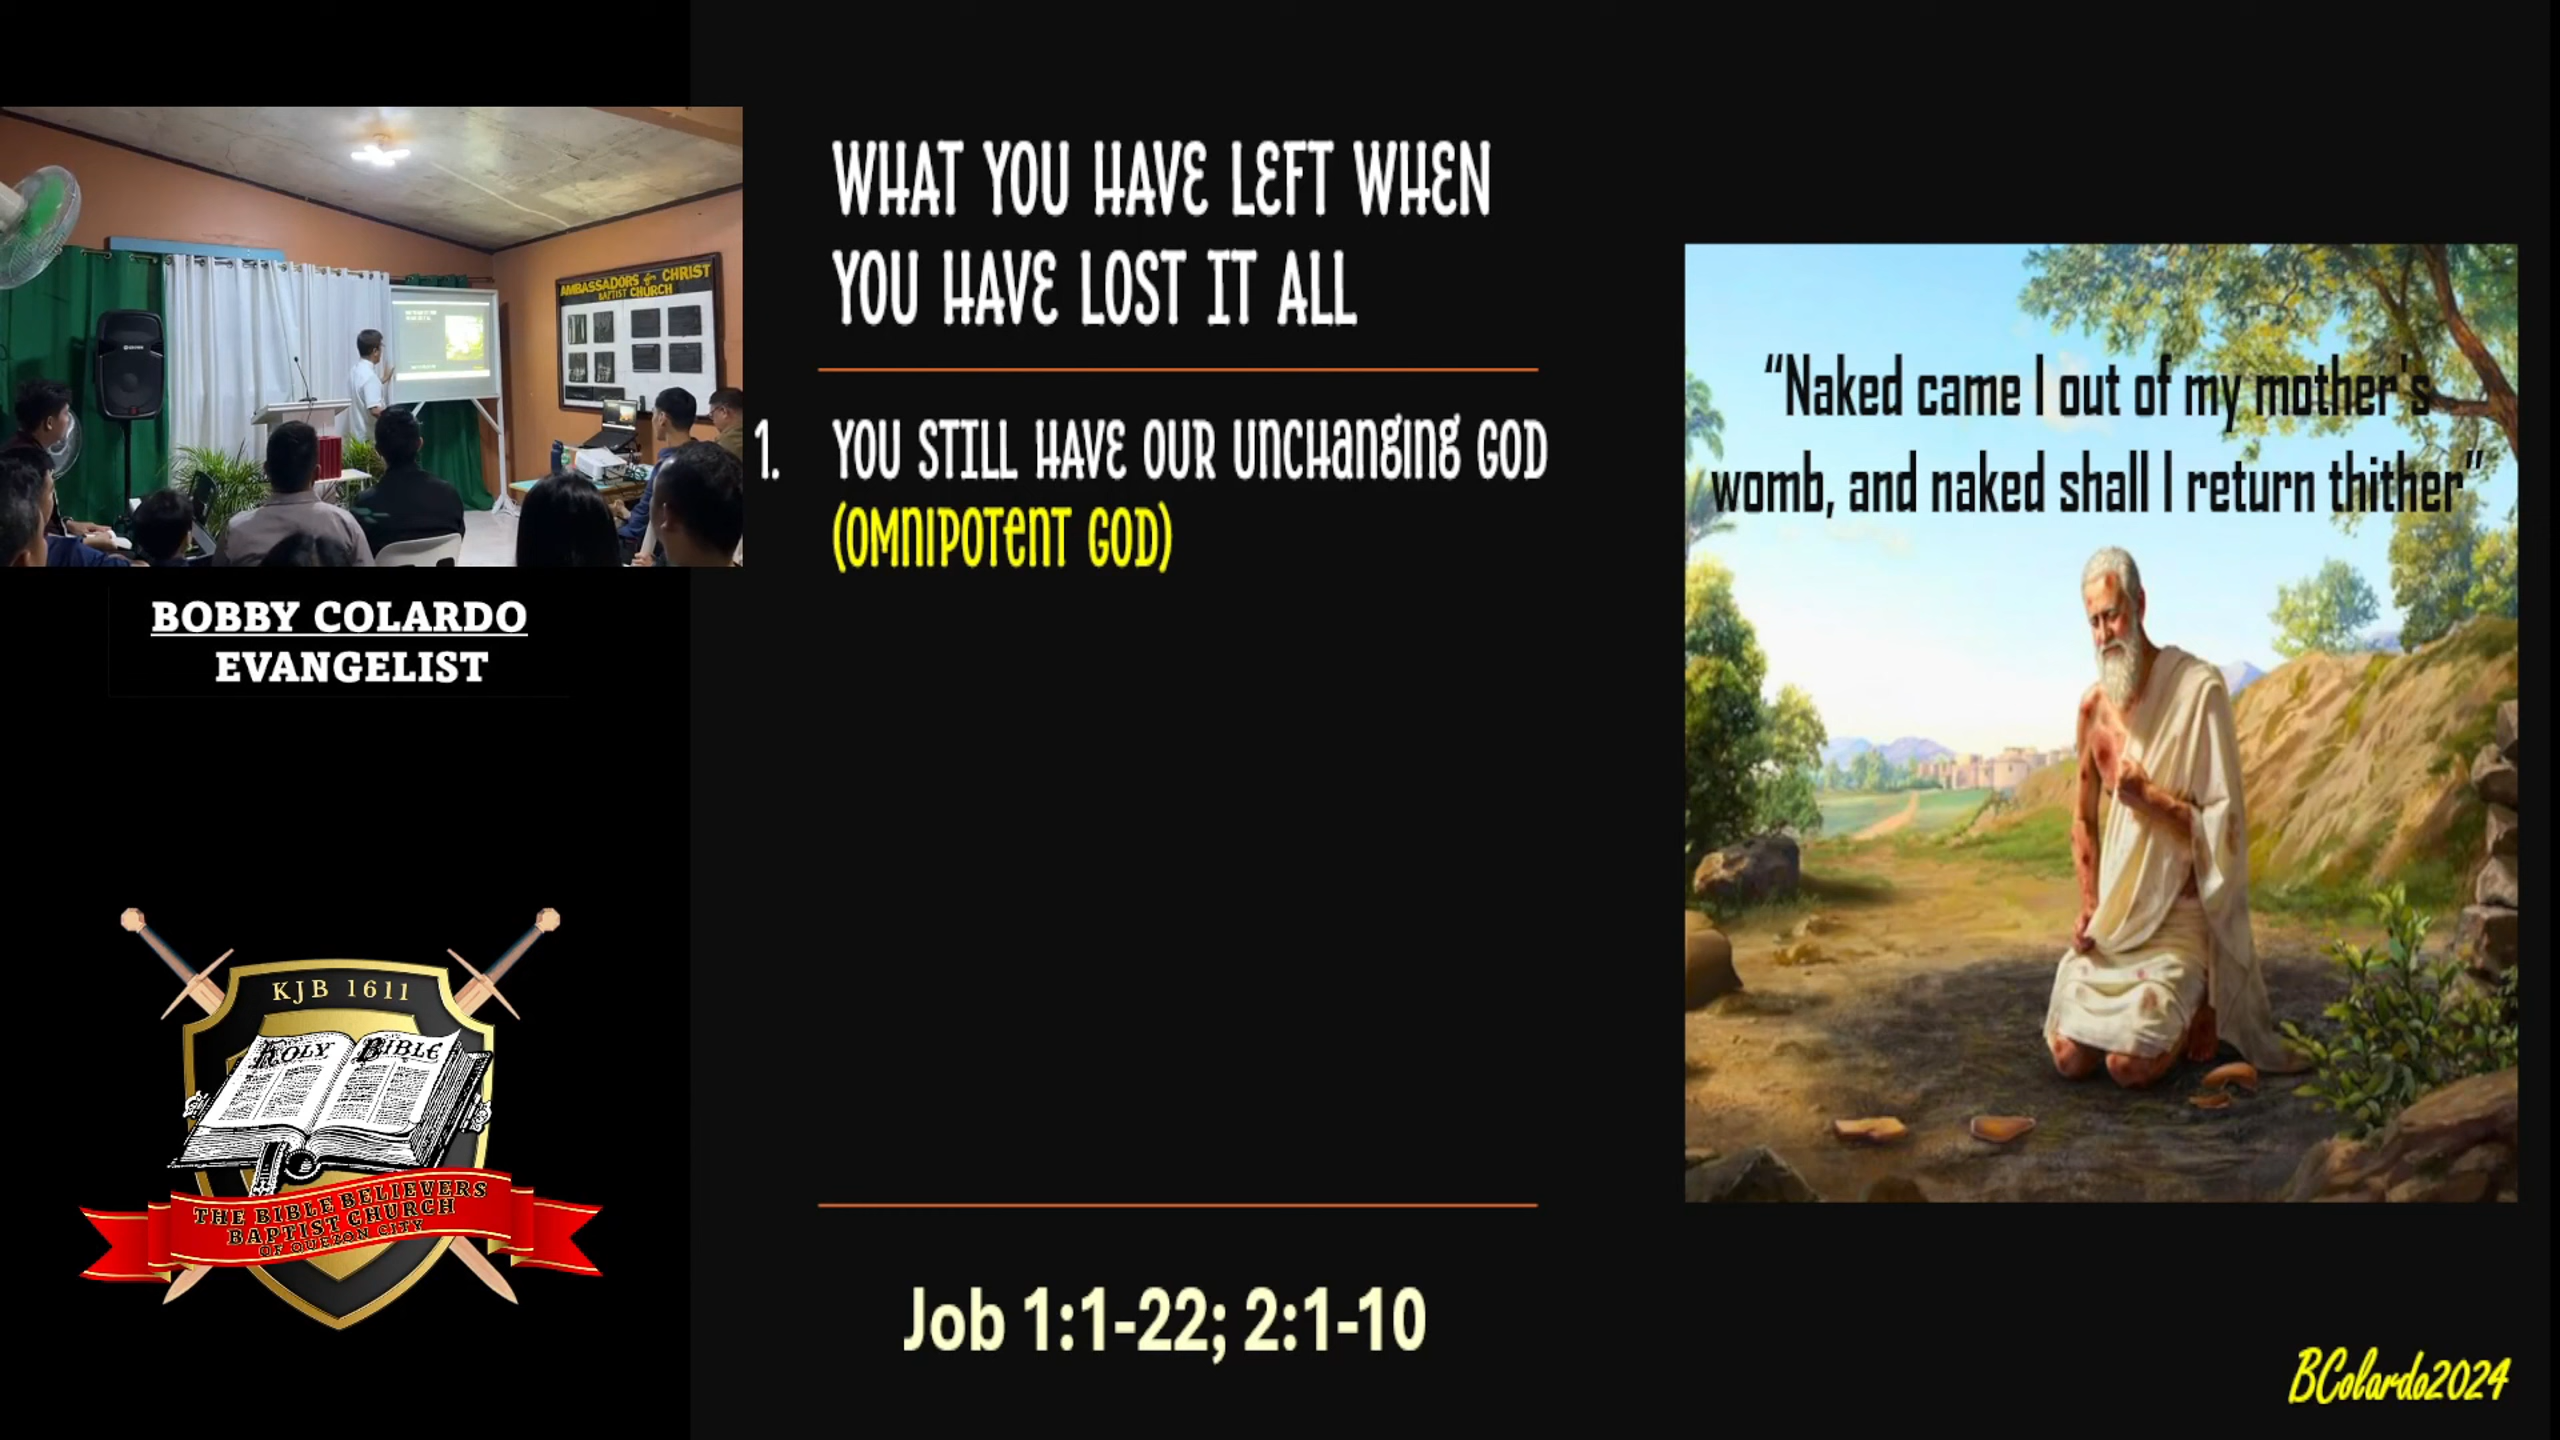 AMBASSADORS for CHRIST
BAPTIST CHURCH
BOBBY COLARDO
EVANGELIST
KJB 1611
HOLY BIBLE
THE BIBLE BELIEVERS
BAPTIST CHURCH
OF QUEZON CITY
WHAT YOU HAVE LEFT WHEN
YOU HAVE LOST IT ALL
1. YOU STILL HAVE OUR UNCHANGING GOD
(OMNIPOTENT GOD)
Job 1:1-22; 2:1-10
“Naked came I out of my mother's
womb, and naked shall I return thither”
BColardo2024